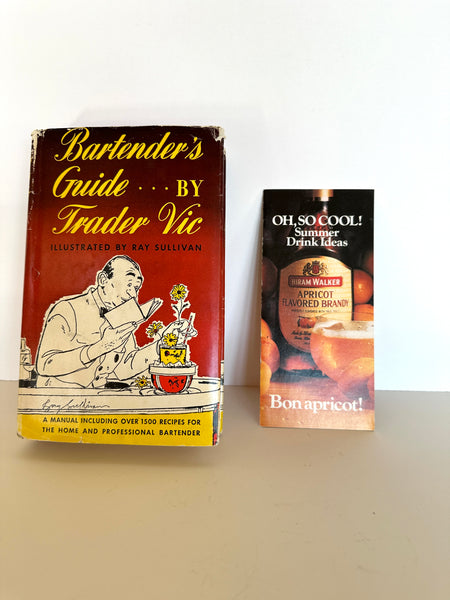 Bartender's
Guide ... BY
Trader Vic
ILLUSTRATED BY RAY SULLIVAN
A MANUAL INCLUDING OVER 1500 RECIPES FOR
THE HOME AND PROFESSIONAL BARTENDER
OH, SO COOL!
Summer
Drink Ideas
HIRAM WALKER
APRICOT
FLAVORED BRANDY
Bon apricot!